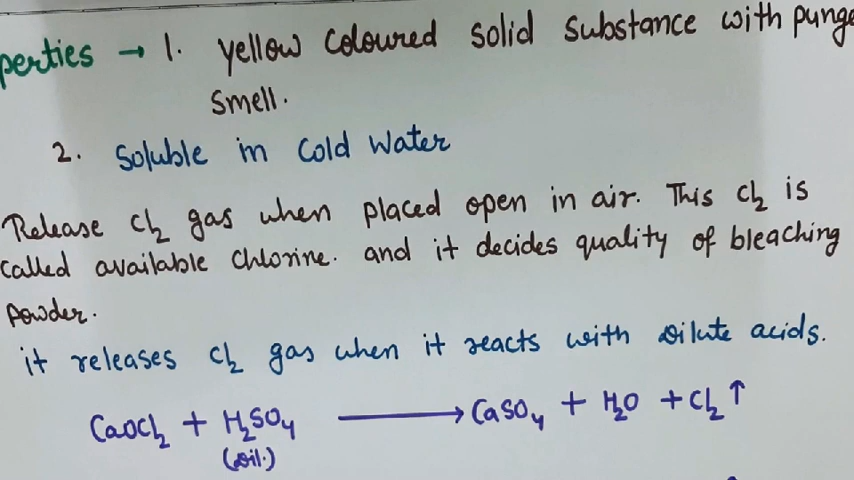 perties → 1. yellow coloured solid substance with punge
smell.
2. Soluble in Cold Water
Release Cl₂ gas when placed open in air. This Cl₂ is
called available Chlorine. and it decides quality of bleaching
powder.
it releases Cl₂ gas when it reacts with dilute acids.
CaOCl₂ + H₂SO₄ ⟶ CaSO₄ + H₂O + Cl₂ ↑
(dil.)